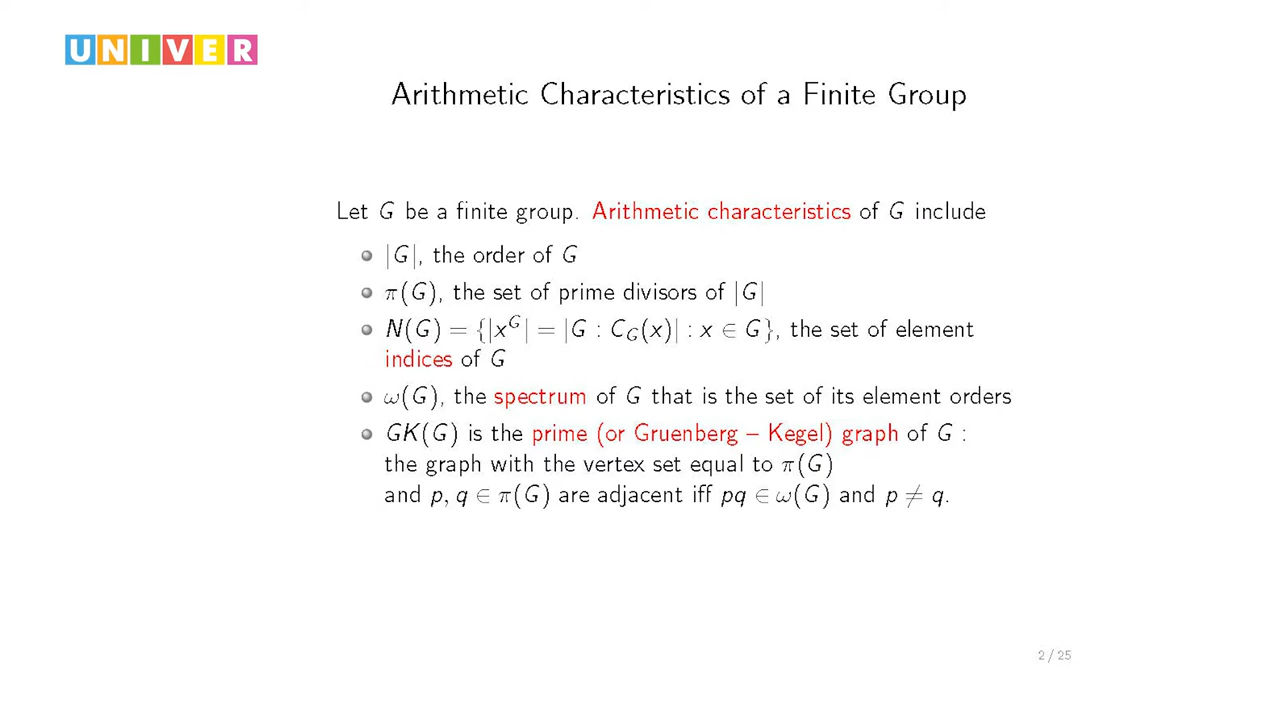 UNIVER
Arithmetic Characteristics of a Finite Group
Let G be a finite group. Arithmetic characteristics of G include
|G|, the order of G
π(G), the set of prime divisors of |G|
N(G) = {|x^G| = |G : C_G(x)| : x ∈ G}, the set of element
indices of G
ω(G), the spectrum of G that is the set of its element orders
GK(G) is the prime (or Gruenberg – Kegel) graph of G :
the graph with the vertex set equal to π(G)
and p, q ∈ π(G) are adjacent iff pq ∈ ω(G) and p ≠ q.
2 / 25